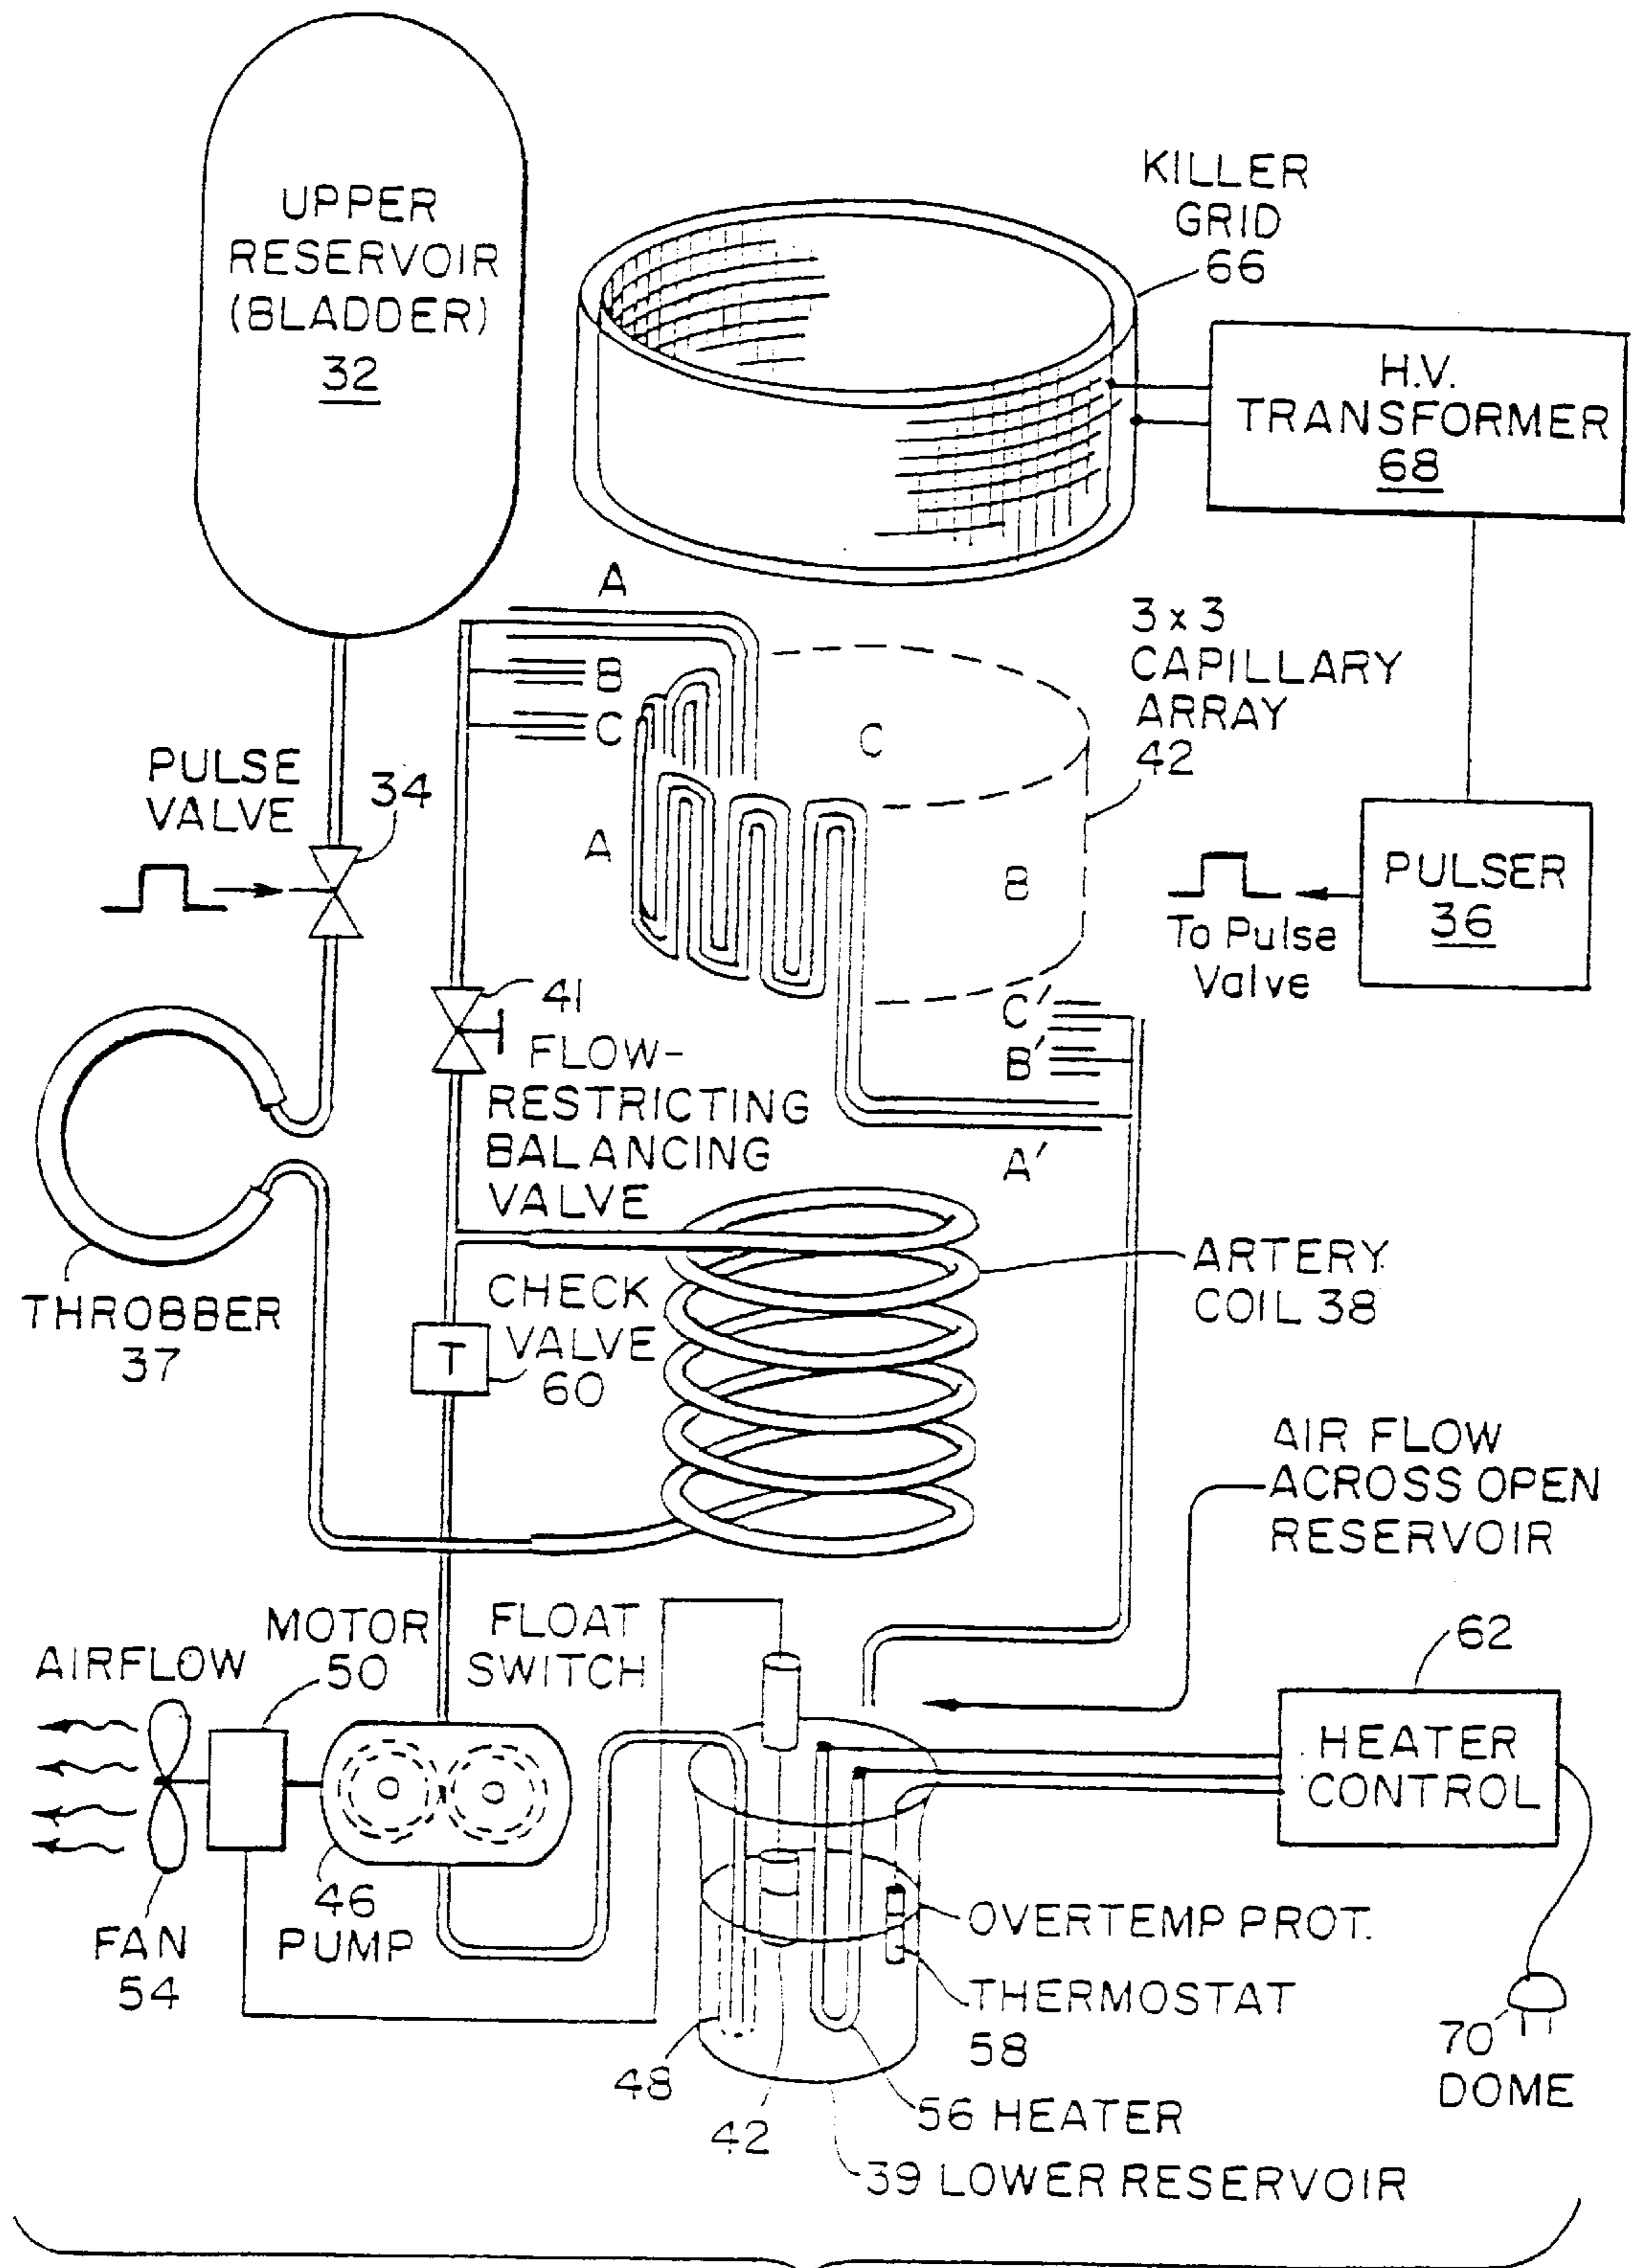 UPPER
RESERVOIR
(BLADDER)
32
KILLER
GRID
66
H.V.
TRANSFORMER
68
A
B
C
3 x 3
CAPILLARY
ARRAY
42
C
A
B
PULSE
VALVE
34
PULSER
36
To Pulse
Valve
41
FLOW-
RESTRICTING
BALANCING
VALVE
C'
B'
A'
THROBBER
37
CHECK
VALVE
60
T
ARTERY
COIL 38
AIR FLOW
ACROSS OPEN
RESERVOIR
AIRFLOW
MOTOR
50
FLOAT
SWITCH
62
HEATER
CONTROL
46
PUMP
FAN
54
OVERTEMP PROT.
THERMOSTAT
58
48
42
56 HEATER
39 LOWER RESERVOIR
70
DOME